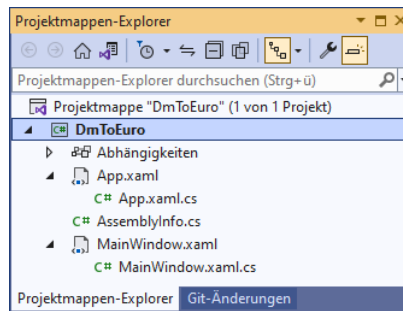 Projektmappen-Explorer
Projektmappen-Explorer durchsuchen (Strg+ü)
Projektmappe "DmToEuro" (1 von 1 Projekt)
C# DmToEuro
Abhängigkeiten
App.xaml
C# App.xaml.cs
C# AssemblyInfo.cs
MainWindow.xaml
C# MainWindow.xaml.cs
Projektmappen-Explorer Git-Änderungen